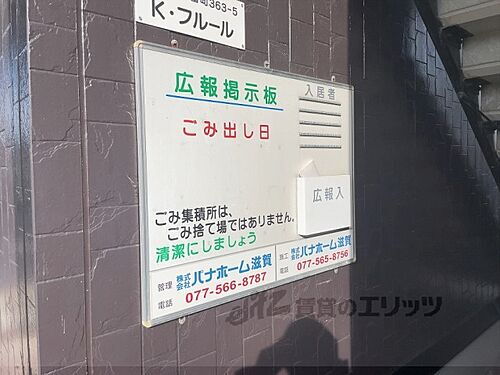 363-5
K・フルール
広報掲示板
入居者
ごみ出し日
広報入
ごみ集積所は、
ごみ捨て場ではありません。
清潔にしましょう
管理 株式会社 パナホーム滋賀
電話 077-566-8787
施工 株式会社 パナホーム滋賀
電話 077-565-8756
賃貸のエリッツ